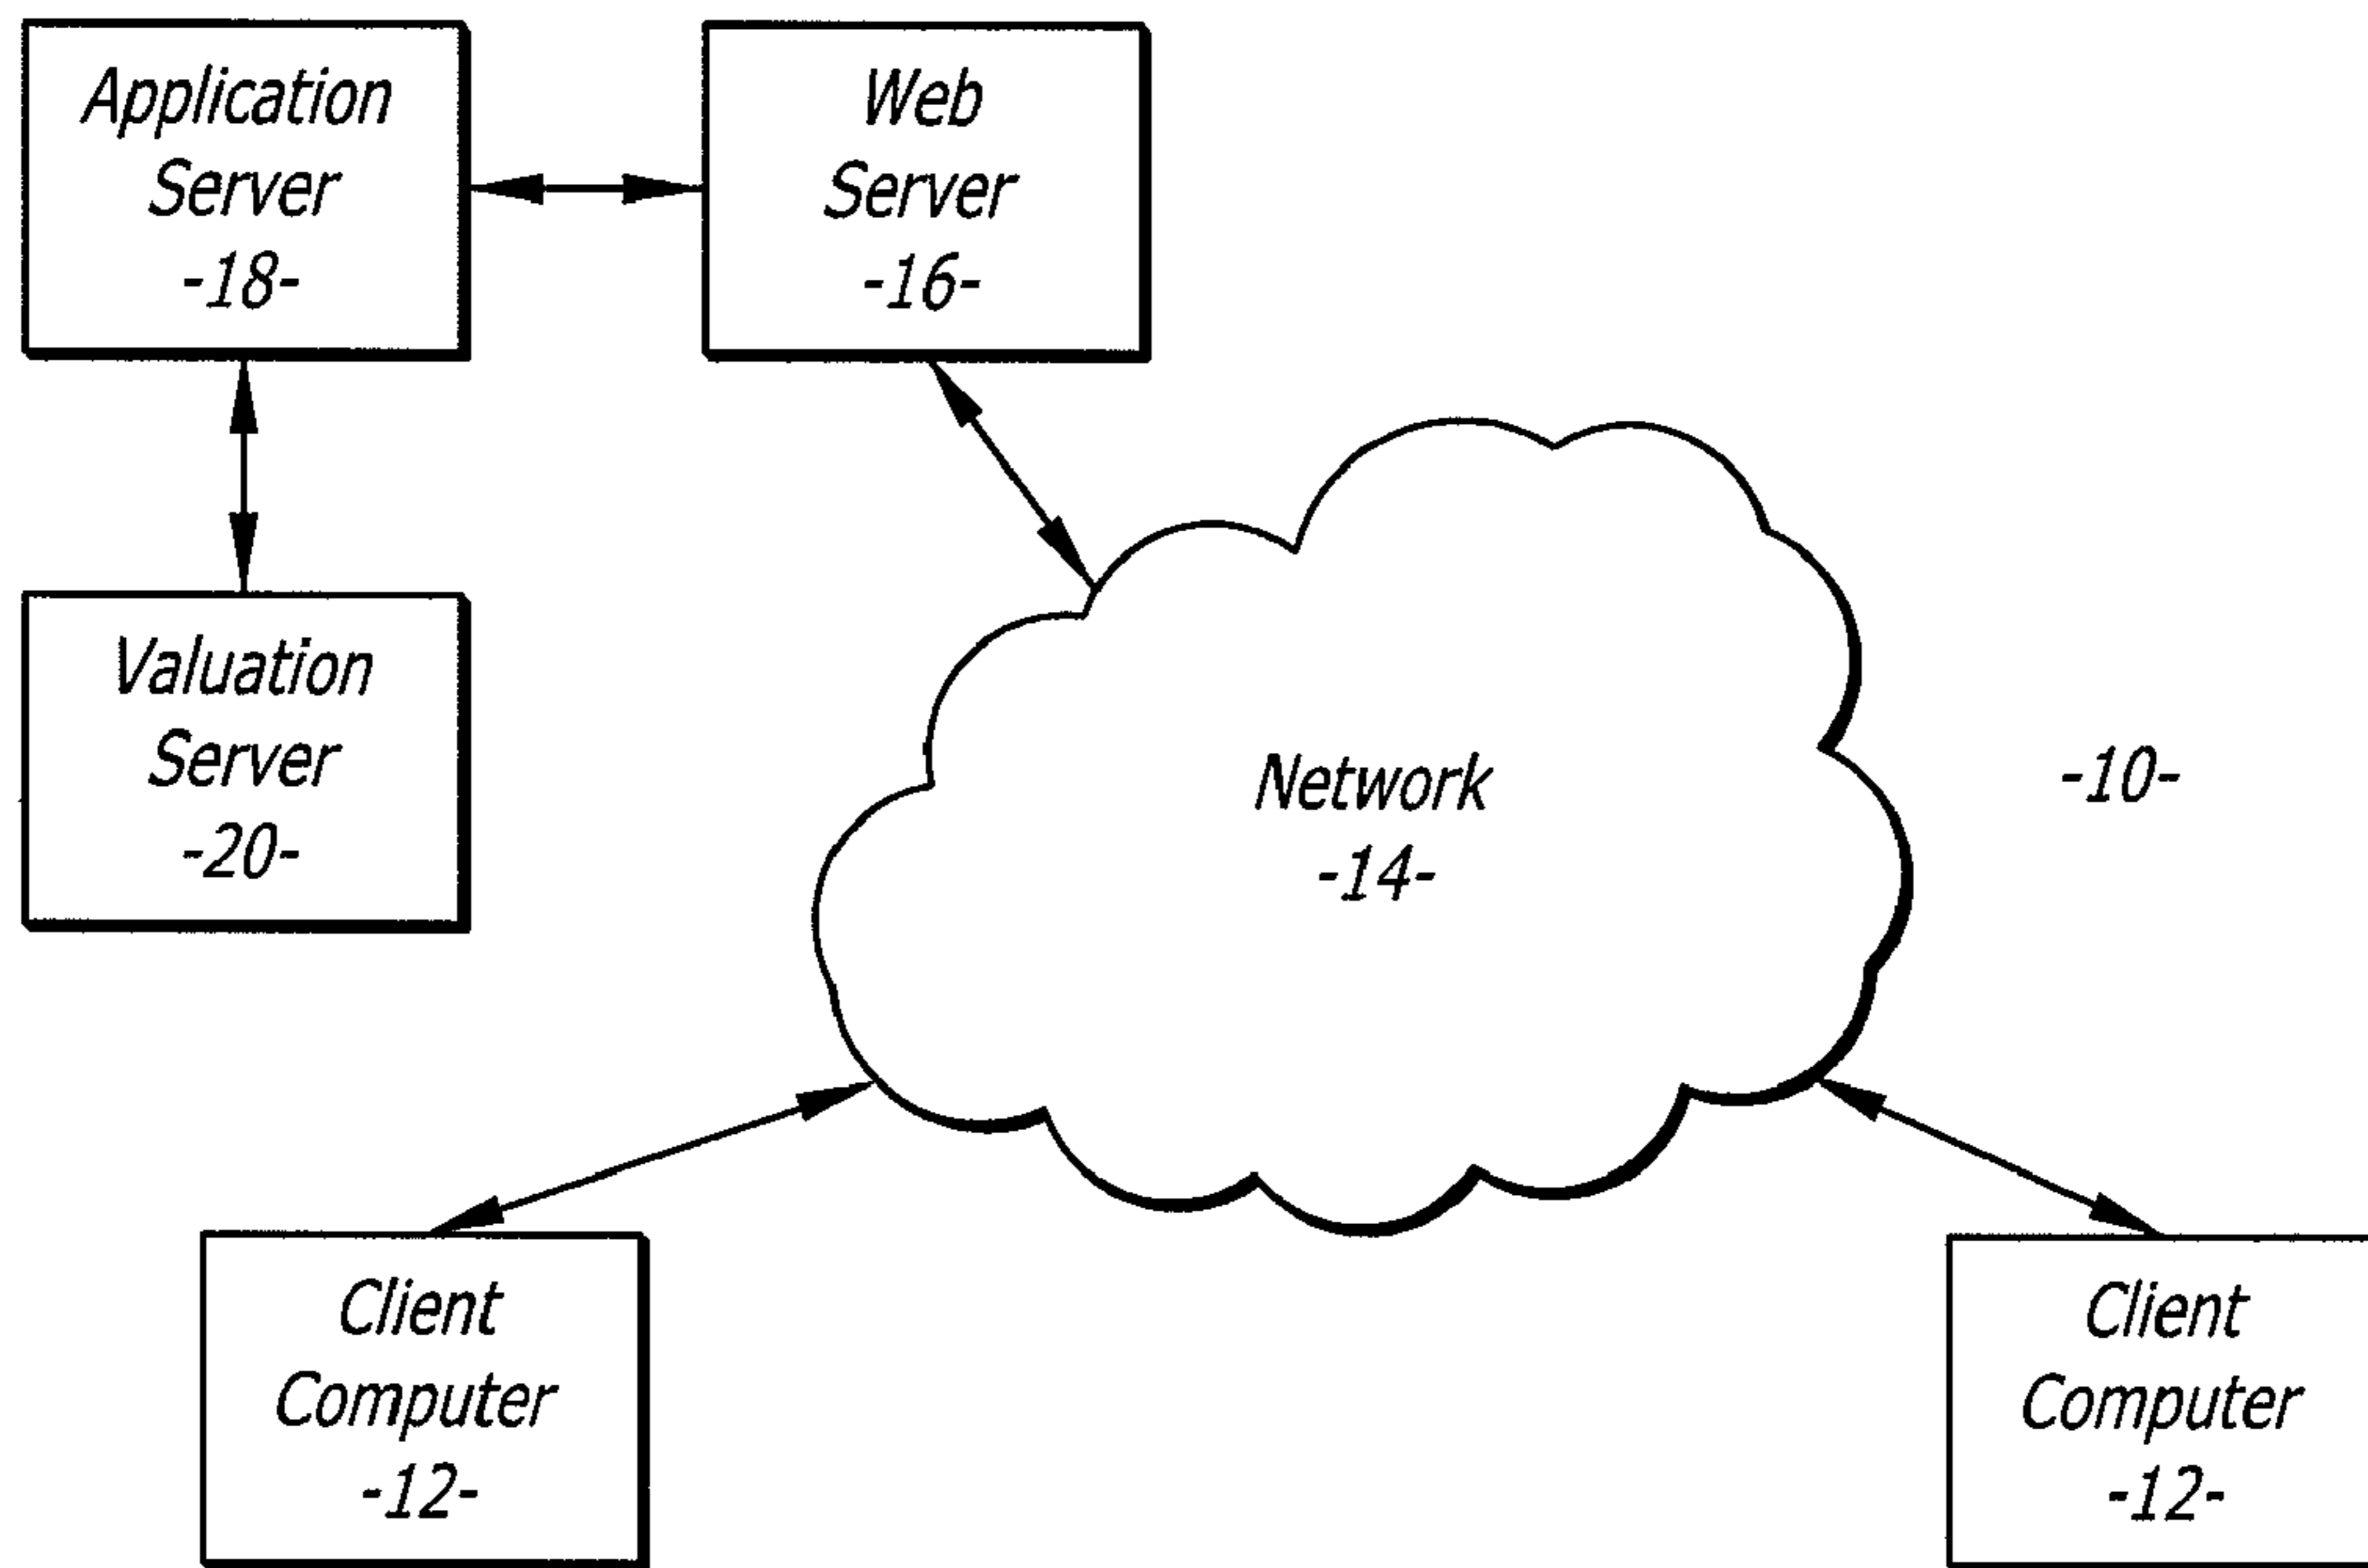 Application
Server
-18-
Web
Server
-16-
Valuation
Server
-20-
Network
-14-
-10-
Client
Computer
-12-
Client
Computer
-12-